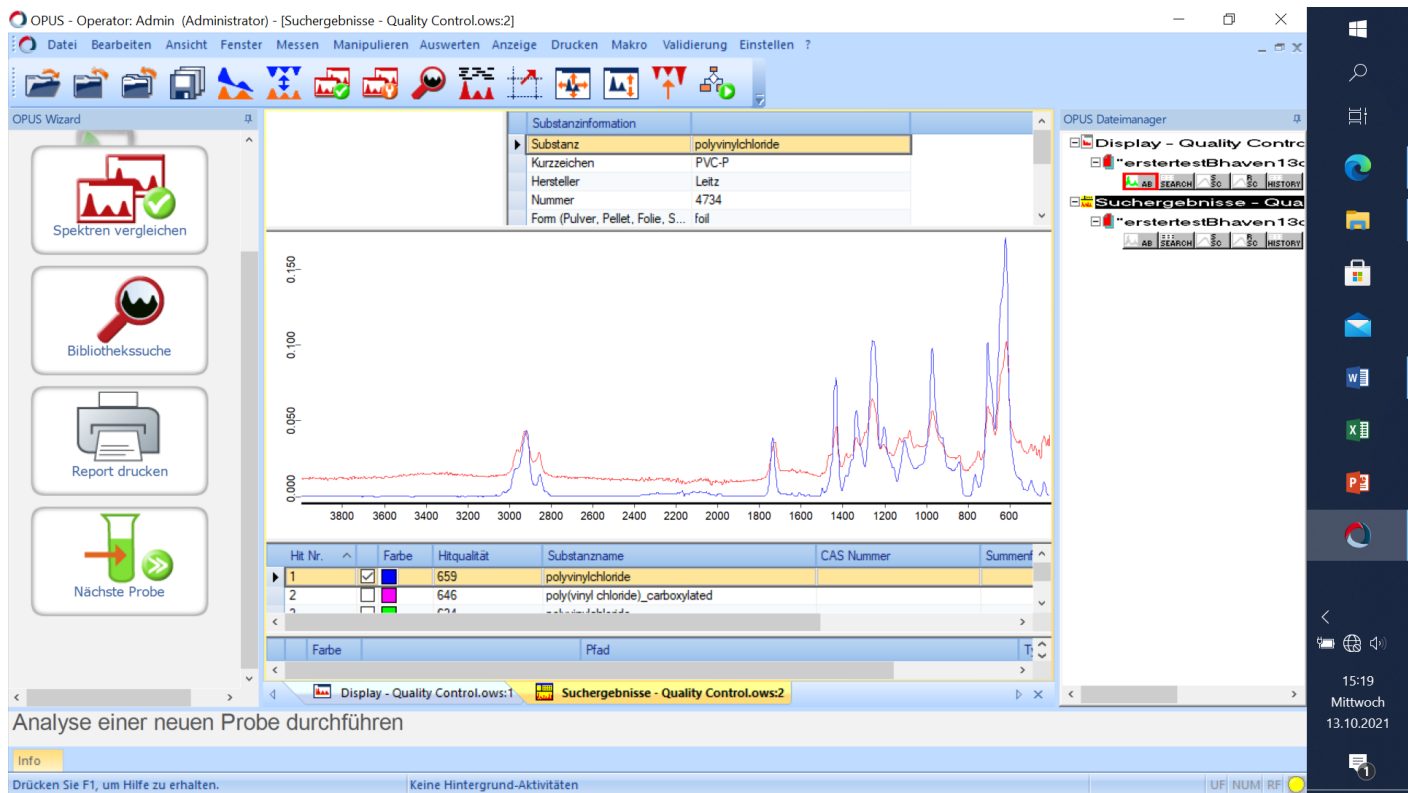 OPUS - Operator: Admin (Administrator) - [Suchergebnisse - Quality Control.ows:2]
Datei Bearbeiten Ansicht Fenster Messen Manipulieren Auswerten Anzeige Drucken Makro Validierung Einstellen ?
OPUS Wizard
Spektren vergleichen
Bibliothekssuche
Report drucken
Nächste Probe
Substanzinformation
Substanz polyvinylchloride
Kurzzeichen PVC-P
Hersteller Leitz
Nummer 4734
Form (Pulver, Pellet, Folie, S... foil
0.150
0.100
0.050
0.000
3800 3600 3400 3200 3000 2800 2600 2400 2200 2000 1800 1600 1400 1200 1000 800 600
Hit Nr. Farbe Hitqualität Substanzname CAS Nummer Summenf
1 659 polyvinylchloride
2 646 poly(vinyl chloride)_carboxylated
Farbe Pfad
Display - Quality Control.ows:1 Suchergebnisse - Quality Control.ows:2
OPUS Dateimanager
Display - Quality Contro
"erstertestBhaven13o
AB SEARCH SC SC HISTORY
Suchergebnisse - Qua
"erstertestBhaven13o
AB SEARCH SC SC HISTORY
Analyse einer neuen Probe durchführen
Info
Drücken Sie F1, um Hilfe zu erhalten. Keine Hintergrund-Aktivitäten UF NUM RF
15:19
Mittwoch
13.10.2021
1